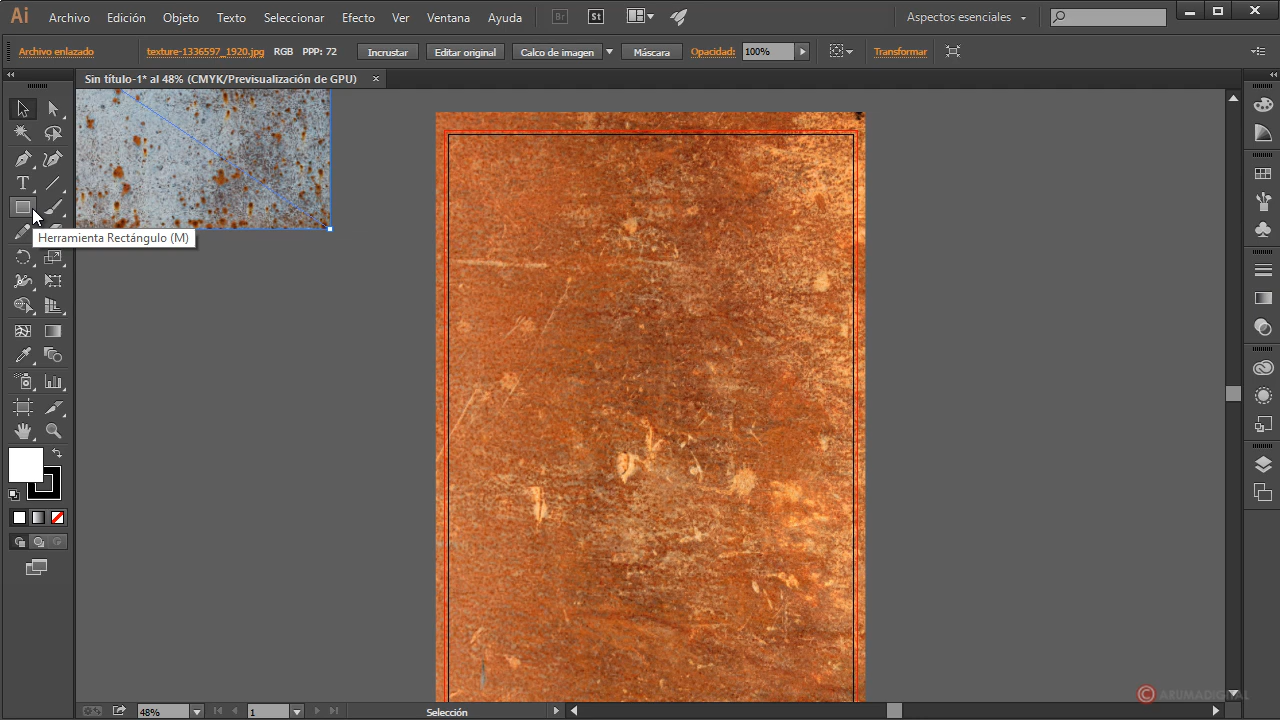 Ai Archivo Edición Objeto Texto Seleccionar Efecto Ver Ventana Ayuda Br St Aspectos esenciales
Archivo enlazado texture-1336597_1920.jpg RGB PPP: 72 Incrustar Editar original Calco de imagen Máscara Opacidad: 100% Transformar
Sin título-1* al 48% (CMYK/Previsualización de GPU) ×
T
Herramienta Rectángulo (M)
© ARUMADIGITAL
48% 1 Selección